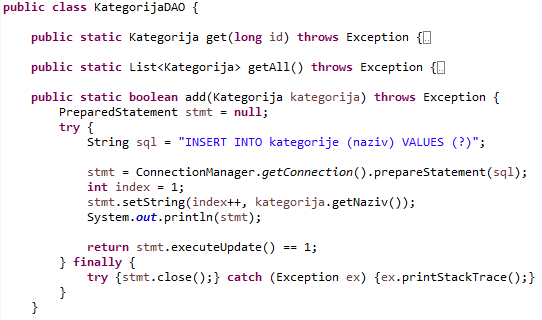 public class KategorijaDAO {
public static Kategorija get(long id) throws Exception {
public static List<Kategorija> getAll() throws Exception {
public static boolean add(Kategorija kategorija) throws Exception {
PreparedStatement stmt = null;
try {
String sql = "INSERT INTO kategorije (naziv) VALUES (?)";
stmt = ConnectionManager.getConnection().prepareStatement(sql);
int index = 1;
stmt.setString(index++, kategorija.getNaziv());
System.out.println(stmt);
return stmt.executeUpdate() == 1;
} finally {
try {stmt.close();} catch (Exception ex) {ex.printStackTrace();}
}
}